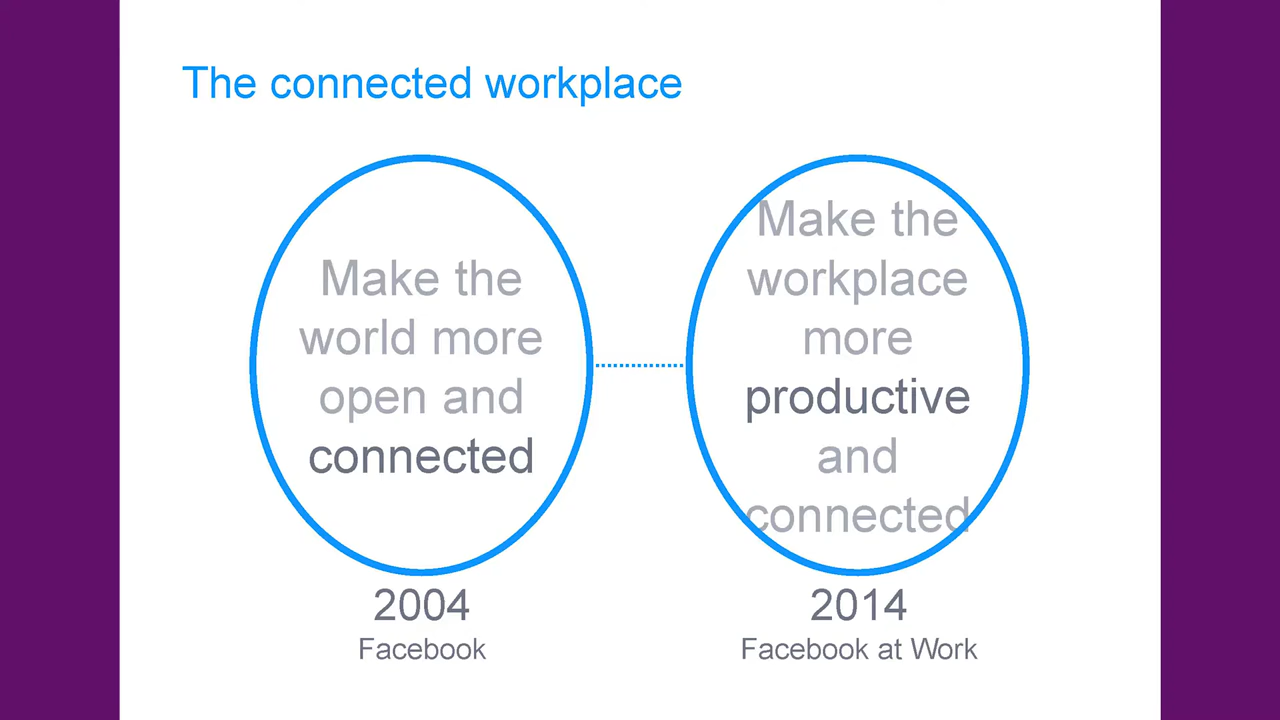 The connected workplace
Make the
world more
open and
connected
2004
Facebook
Make the
workplace
more
productive
and
connected
2014
Facebook at Work